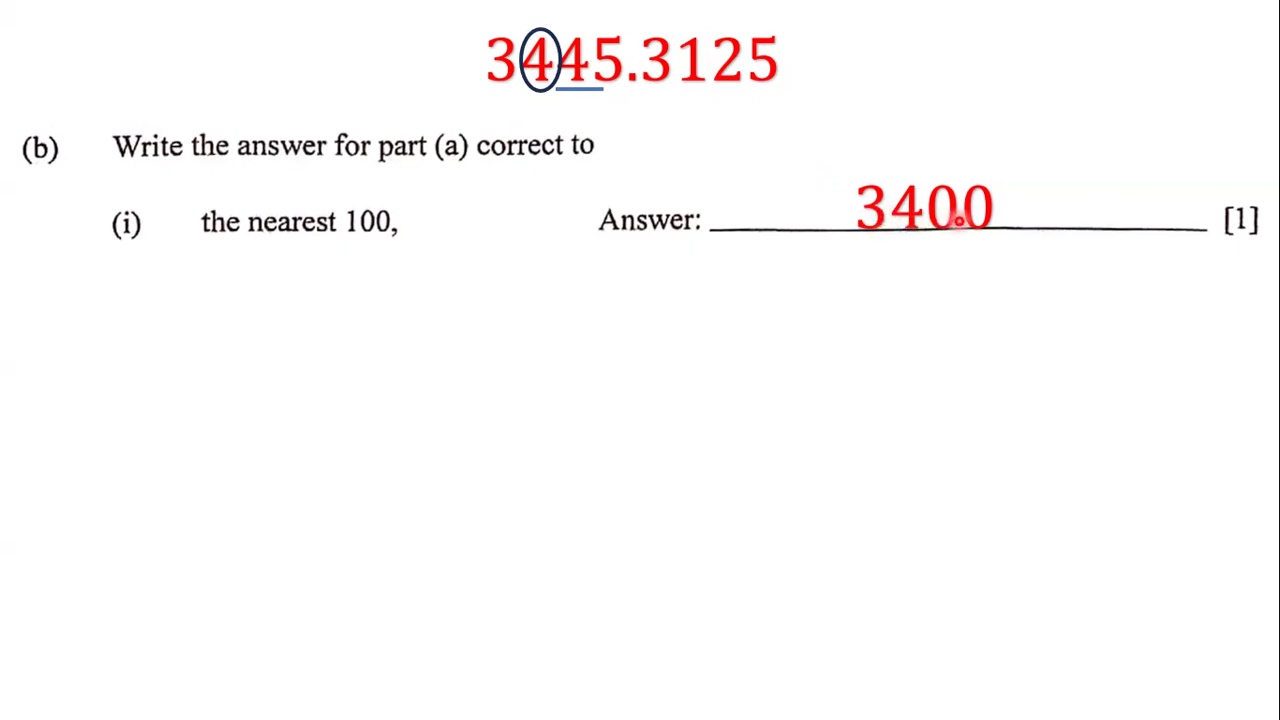 3445.3125
(b) Write the answer for part (a) correct to
(i) the nearest 100, Answer: 3400 [1]